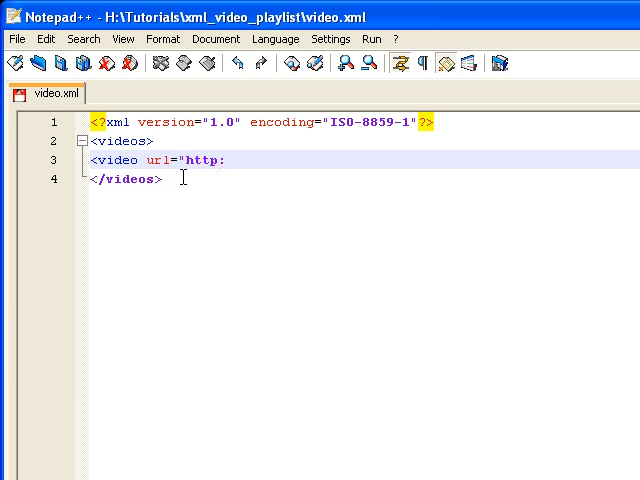 Notepad++ - H:\Tutorials\xml_video_playlist\video.xml
File Edit Search View Format Document Language Settings Run ?
video.xml
1 <?xml version="1.0" encoding="ISO-8859-1"?>
2 <videos>
3 <video url="http:
4 </videos>